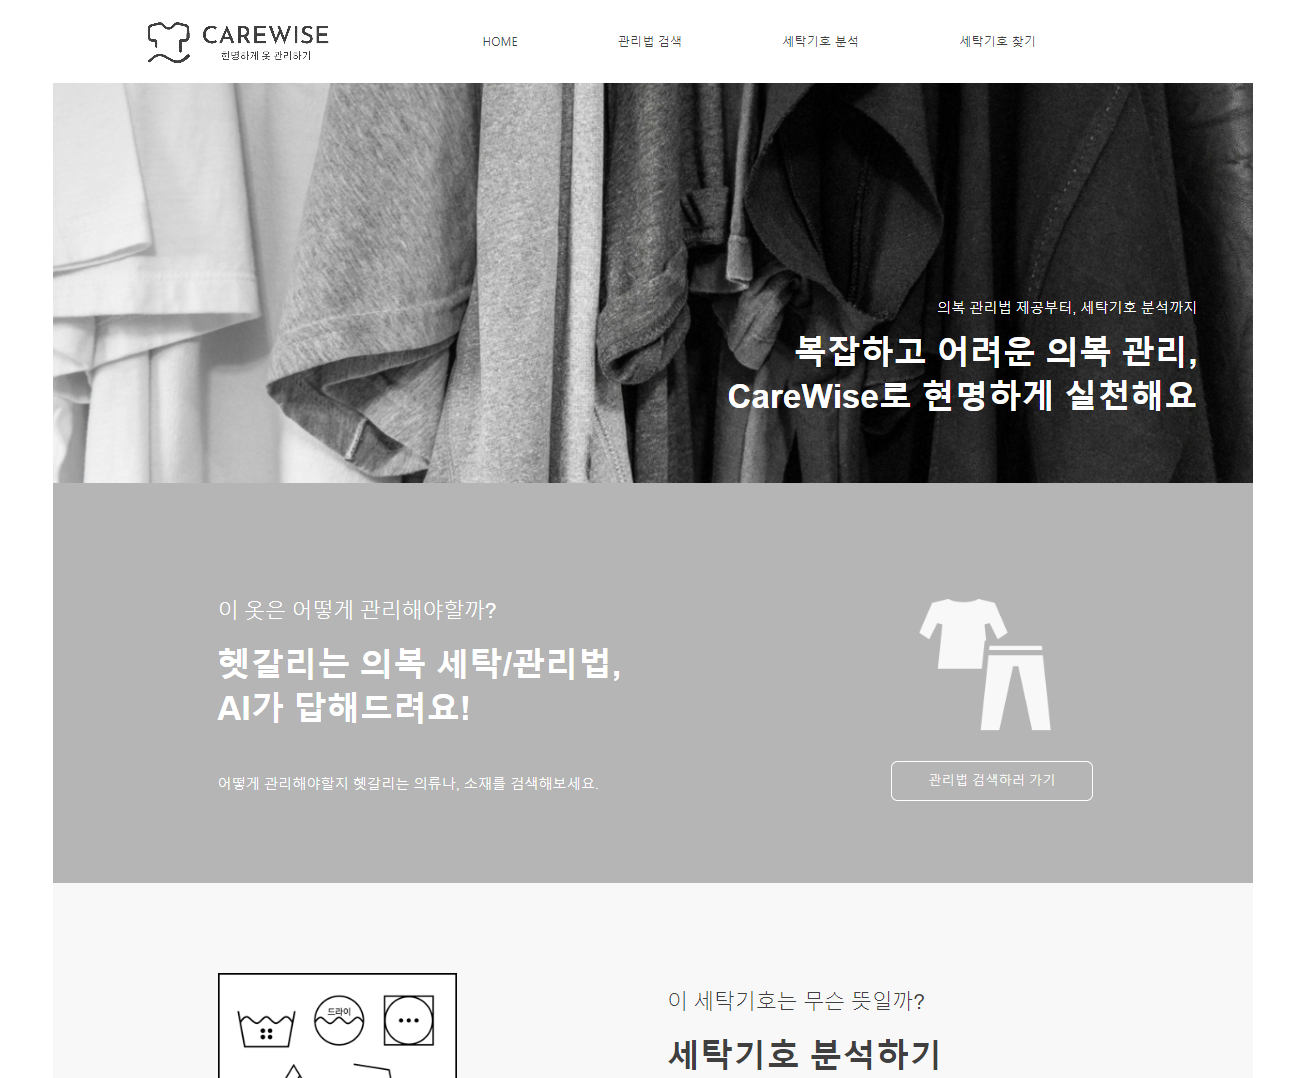 CAREWISE
현명하게 옷 관리하기
HOME
관리법 검색
세탁기호 분석
세탁기호 찾기
의복 관리법 제공부터, 세탁기호 분석까지
복잡하고 어려운 의복 관리,
CareWise로 현명하게 실천해요
이 옷은 어떻게 관리해야할까?
헷갈리는 의복 세탁/관리법,
AI가 답해드려요!
어떻게 관리해야할지 헷갈리는 의류나, 소재를 검색해보세요.
관리법 검색하러 가기
드라이
이 세탁기호는 무슨 뜻일까?
세탁기호 분석하기